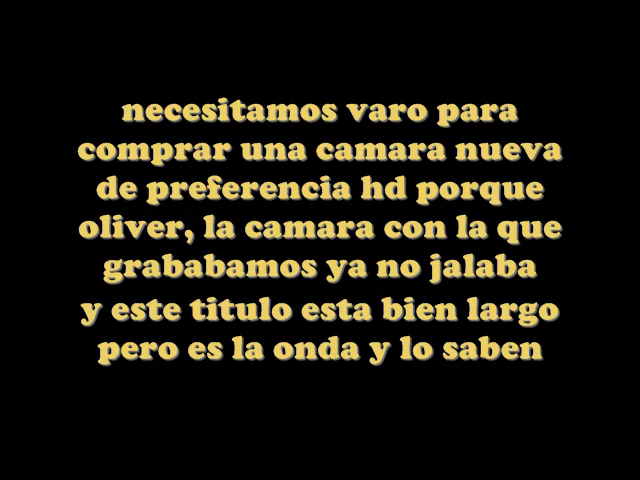 necesitamos varo para
comprar una camara nueva
de preferencia hd porque
oliver, la camara con la que
grababamos ya no jalaba
y este titulo esta bien largo
pero es la onda y lo saben